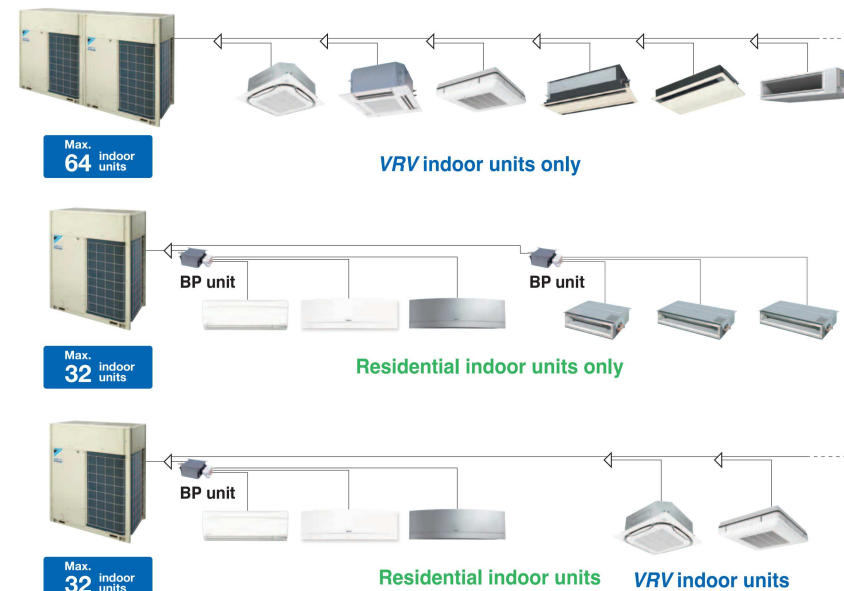 Max.
64 indoor units
VRV indoor units only
BP unit
BP unit
Max.
32 indoor units
Residential indoor units only
BP unit
Max.
32 indoor units
Residential indoor units
VRV indoor units